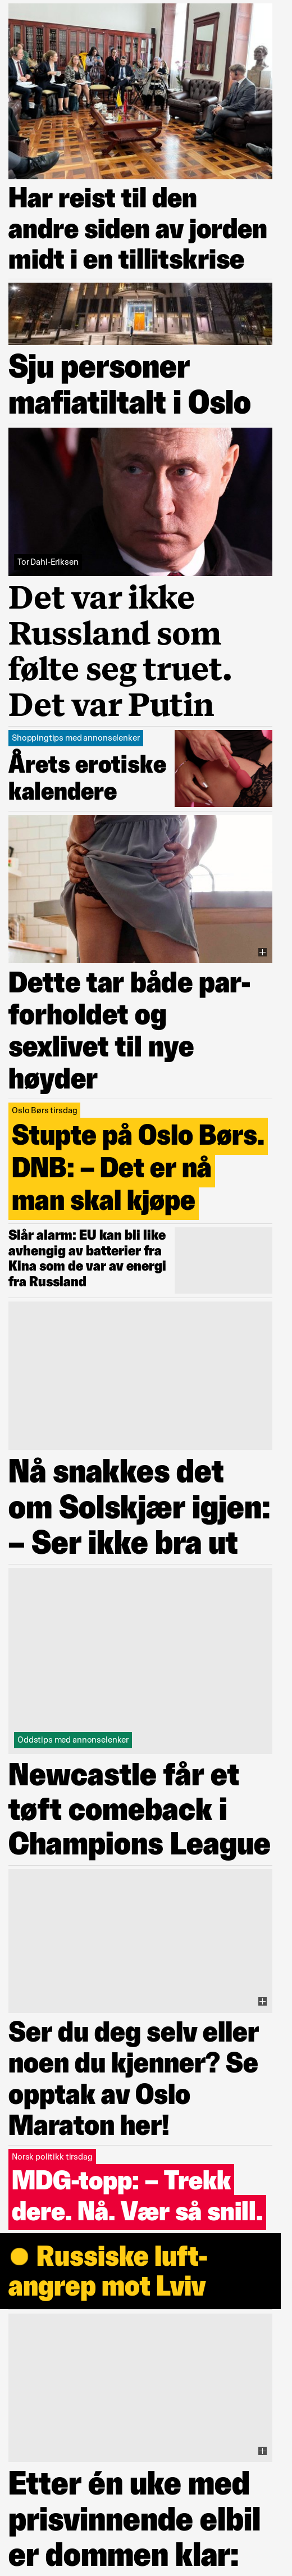 Har reist til den
andre siden av jorden
midt i en tillitskrise
Sju personer
mafiatiltalt i Oslo
Tor Dahl-Eriksen
Det var ikke
Russland som
følte seg truet.
Det var Putin
Shoppingtips med annonselenker
Årets erotiske
kalendere
Dette tar både par-
forholdet og
sexlivet til nye
høyder
Oslo Børs tirsdag
Stupte på Oslo Børs.
DNB: – Det er nå
man skal kjøpe
Slår alarm: EU kan bli like
avhengig av batterier fra
Kina som de var av energi
fra Russland
Nå snakkes det
om Solskjær igjen:
– Ser ikke bra ut
Oddstips med annonselenker
Newcastle får et
tøft comeback i
Champions League
Ser du deg selv eller
noen du kjenner? Se
opptak av Oslo
Maraton her!
Norsk politikk tirsdag
MDG-topp: – Trekk
dere. Nå. Vær så snill.
Russiske luft-
angrep mot Lviv
Etter én uke med
prisvinnende elbil
er dommen klar: